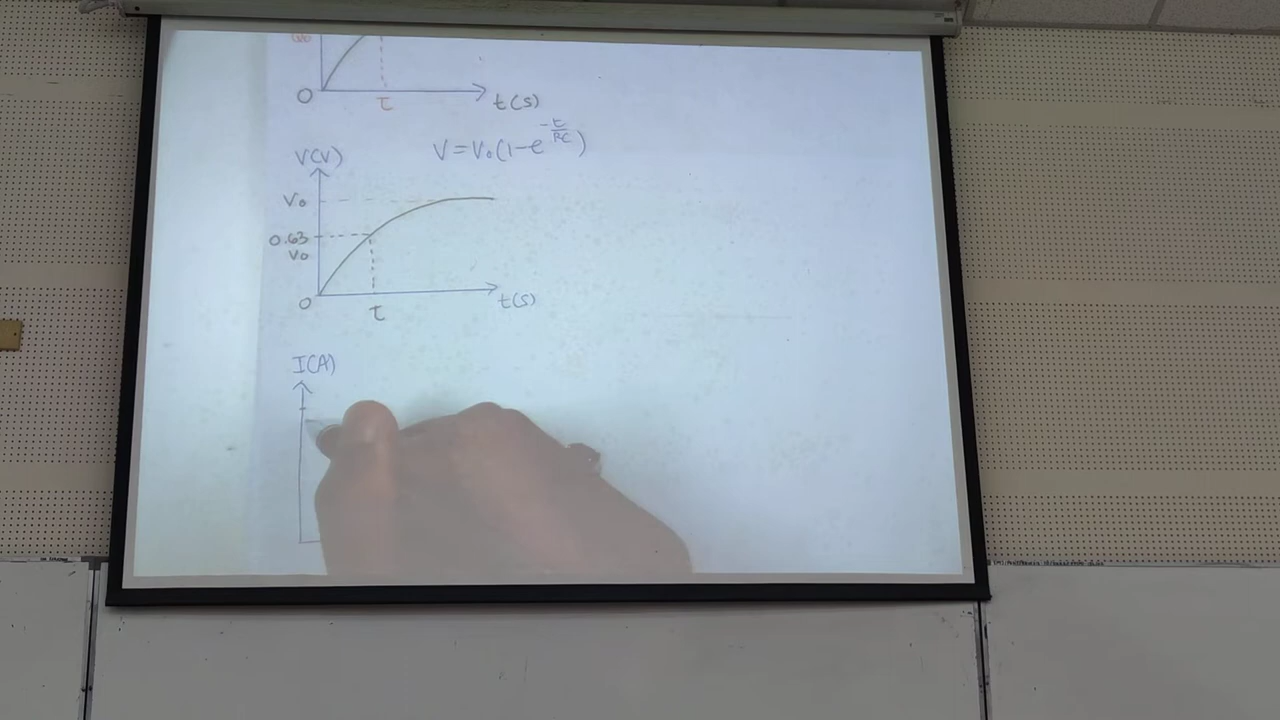 0
τ
t(s)
V=V₀(1-e^(-t/RC))
V(V)
V₀
0.63
V₀
0
τ
t(s)
I(A)